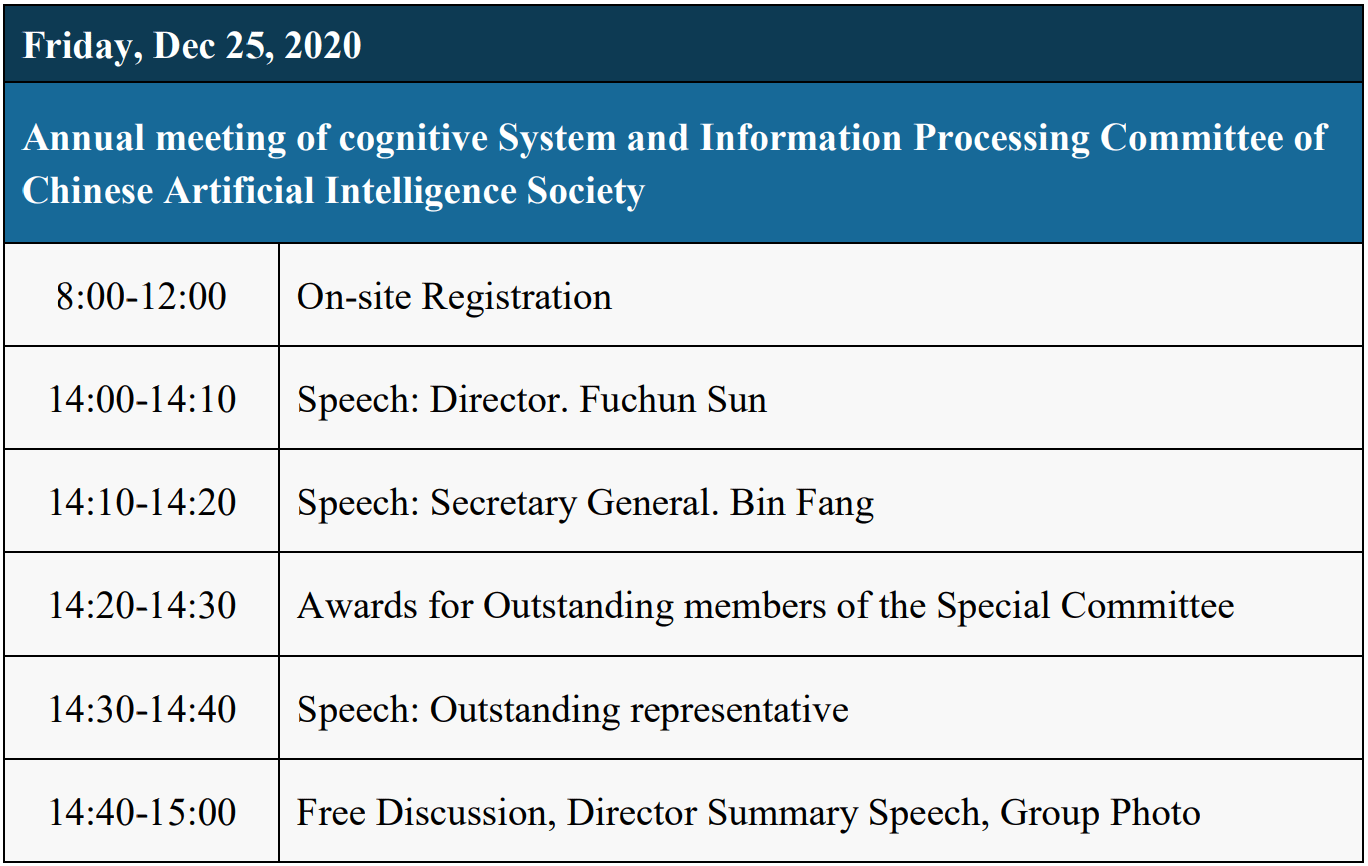 Friday, Dec 25, 2020
Annual meeting of cognitive System and Information Processing Committee of
Chinese Artificial Intelligence Society
8:00-12:00 On-site Registration
14:00-14:10 Speech: Director. Fuchun Sun
14:10-14:20 Speech: Secretary General. Bin Fang
14:20-14:30 Awards for Outstanding members of the Special Committee
14:30-14:40 Speech: Outstanding representative
14:40-15:00 Free Discussion, Director Summary Speech, Group Photo